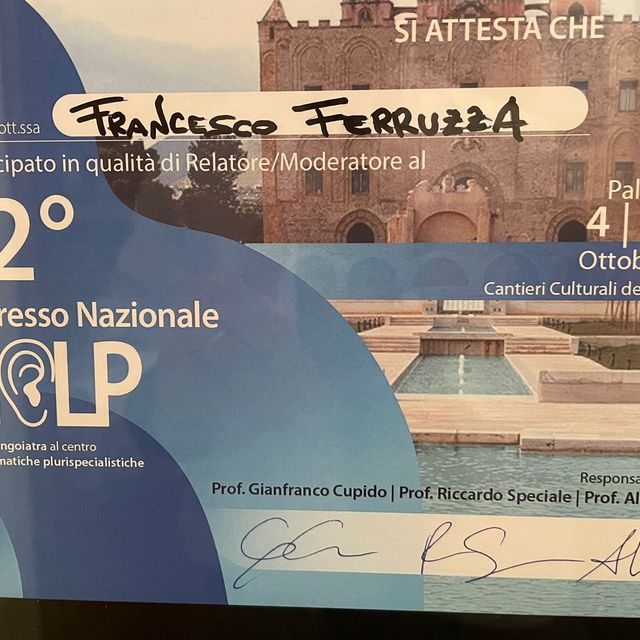 SI ATTESTA CHE
ott.ssa FRANCESCO FERRUZZA
cipato in qualità di Relatore/Moderatore al
2°
resso Nazionale
OLP
Pal
4 |
Ottob
Cantieri Culturali de
ngoiatra al centro
matiche plurispecialistiche
Responsa
Prof. Gianfranco Cupido | Prof. Riccardo Speciale | Prof. Al